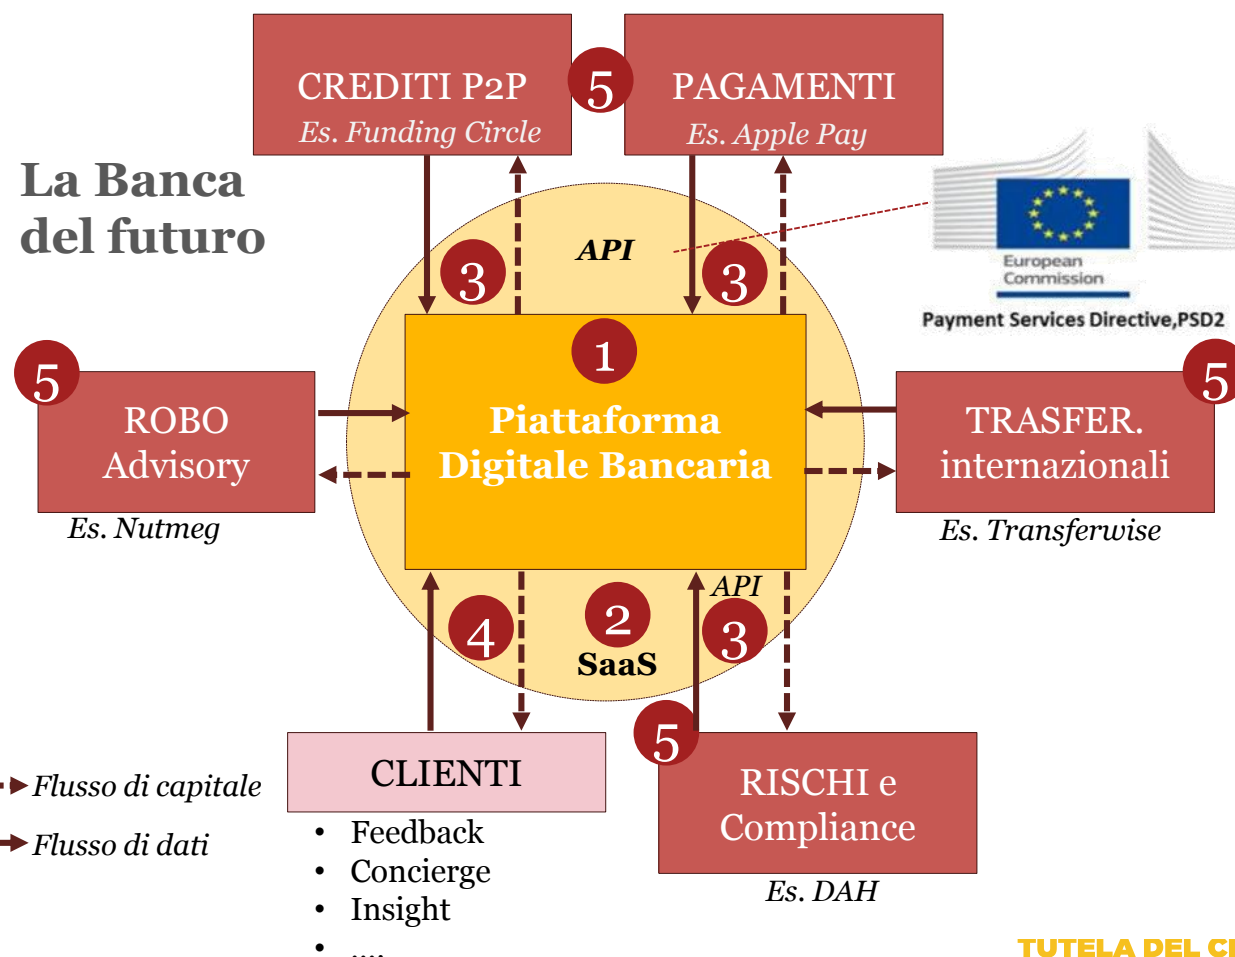 CREDITI P2P
Es. Funding Circle
5
PAGAMENTI
Es. Apple Pay
La Banca
del futuro
API
3
3
European
Commission
Payment Services Directive,PSD2
1
Piattaforma
Digitale Bancaria
5
ROBO
Advisory
Es. Nutmeg
5
TRASFER.
internazionali
Es. Transferwise
API
4
2
3
SaaS
5
CLIENTI
• Feedback
• Concierge
• Insight
• ....
RISCHI e
Compliance
Es. DAH
Flusso di capitale
Flusso di dati
TUTELA DEL